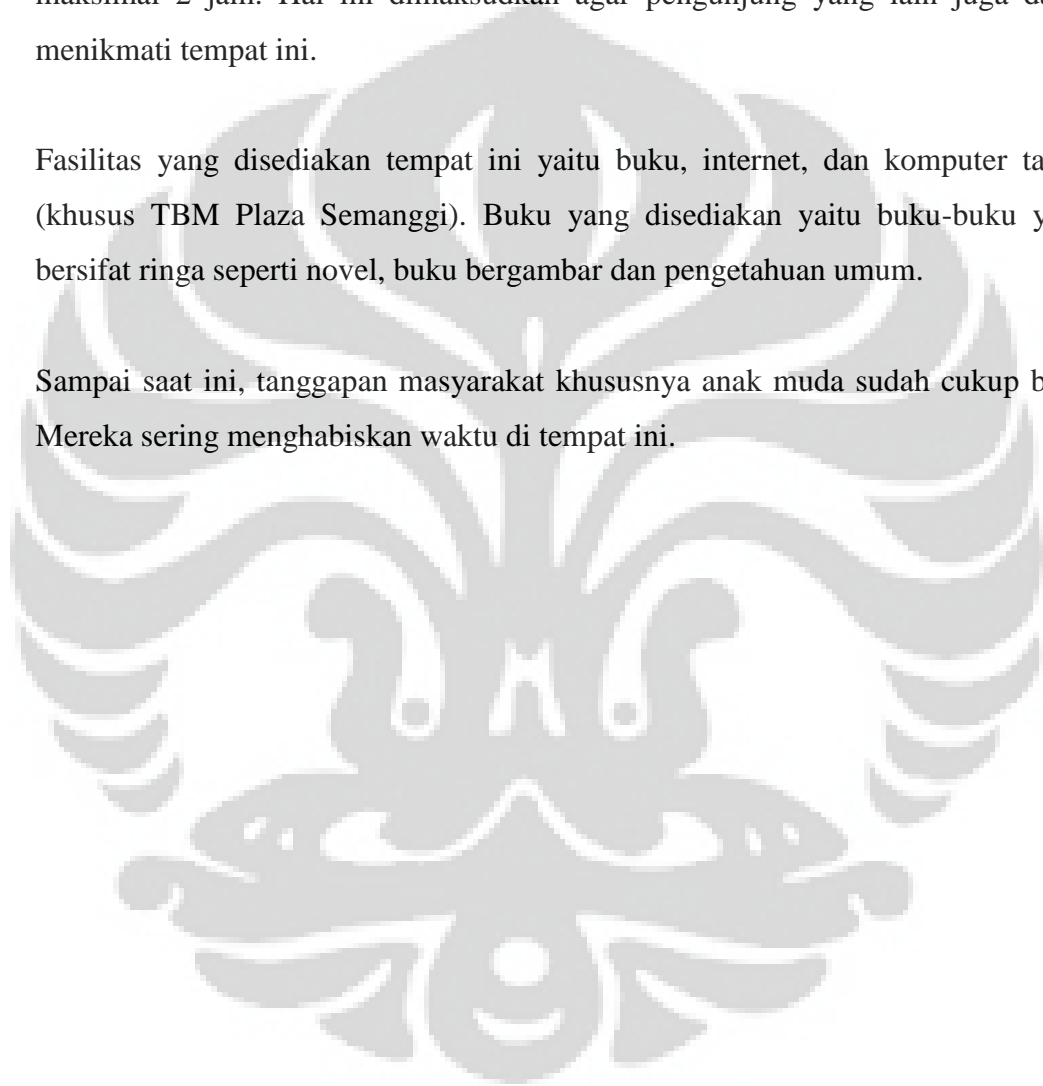 maksimal 2 jam. Hal ini dimaksudkan agar pengunjung yang lain juga
menikmati tempat ini.
Fasilitas yang disediakan tempat ini yaitu buku, internet, dan komputer
(khusus TBM Plaza Semanggi). Buku yang disediakan yaitu buku-buku
bersifat ringa seperti novel, buku bergambar dan pengetahuan umum.
Sampai saat ini, tanggapan masyarakat khususnya anak muda sudah cukup
Mereka sering menghabiskan waktu di tempat ini.